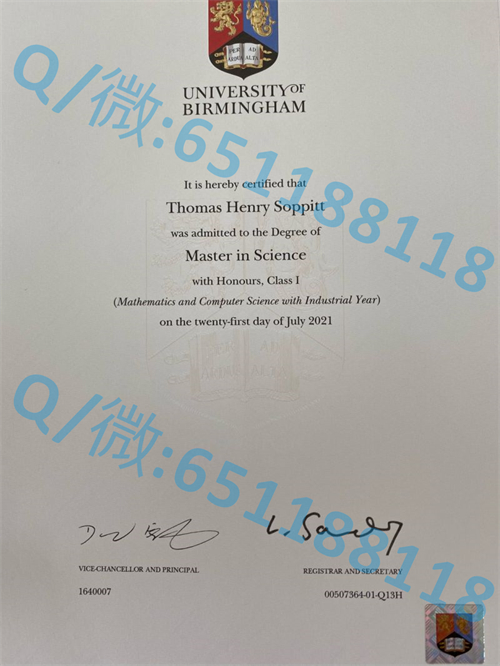 PER AD
ARDUA ALTA
UNIVERSITY OF
BIRMINGHAM
Q/微:651188118
It is hereby certified that
Thomas Henry Soppitt
was admitted to the Degree of
Master in Science
with Honours, Class I
(Mathematics and Computer Science with Industrial Year)
on the twenty-first day of July 2021
Q/微:651188118
L. Sandy
VICE-CHANCELLOR AND PRINCIPAL
REGISTRAR AND SECRETARY
1640007
00507364-01-Q13H